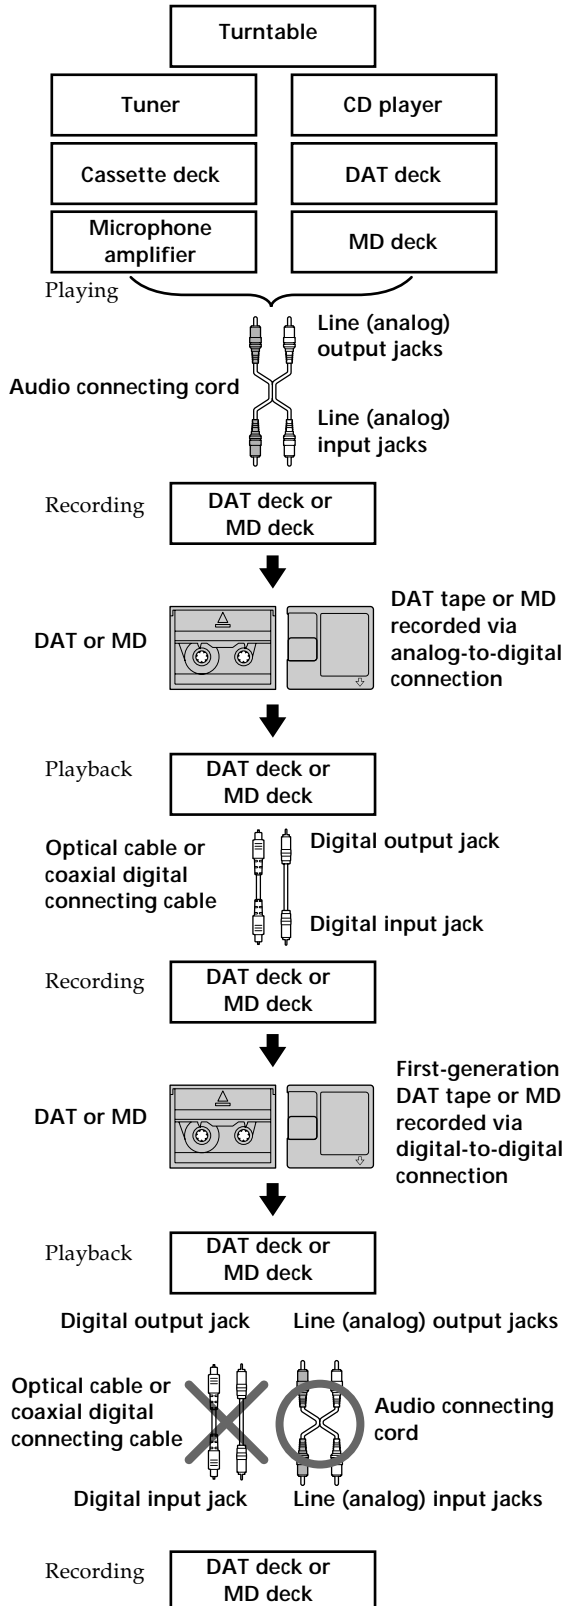 Turntable
Tuner
CD player
Cassette deck
DAT deck
Microphone
amplifier
MD deck
Playing
Line (analog)
output jacks
Audio connecting cord
Line (analog)
input jacks
Recording
DAT deck or
MD deck
DAT or MD
DAT tape or MD
recorded via
analog-to-digital
connection
Playback
DAT deck or
MD deck
Optical cable or
coaxial digital
connecting cable
Digital output jack
Digital input jack
Recording
DAT deck or
MD deck
DAT or MD
First-generation
DAT tape or MD
recorded via
digital-to-digital
connection
Playback
DAT deck or
MD deck
Digital output jack
Line (analog) output jacks
Optical cable or
coaxial digital
connecting cable
Audio connecting
cord
Digital input jack
Line (analog) input jacks
Recording
DAT deck or
MD deck